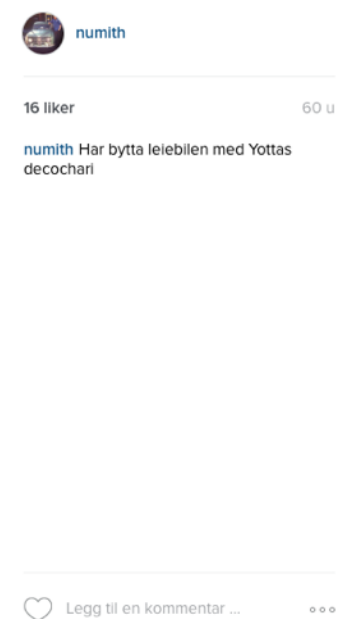 numith
16 liker 60 u
numith Har bytta leiebilen med Yottas
decochari
Legg til en kommentar ...